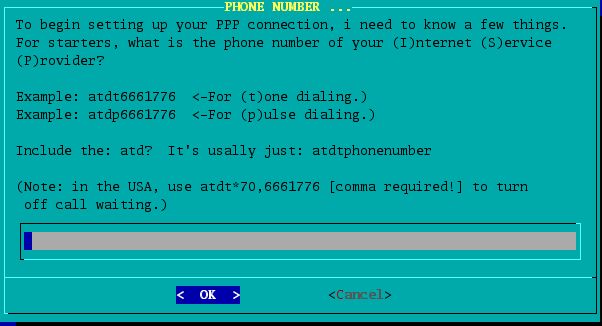 PHONE NUMBER ...
To begin setting up your PPP connection, i need to know a few things.
For starters, what is the phone number of your (I)nternet (S)ervice
(P)rovider?
Example: atdt6661776 <-For (t)one dialing.)
Example: atdp6661776 <-For (p)ulse dialing.)
Include the: atd? It's usally just: atdtphonenumber
(Note: in the USA, use atdt*70,6661776 [comma required!] to turn
off call waiting.)
< OK > <Cancel>